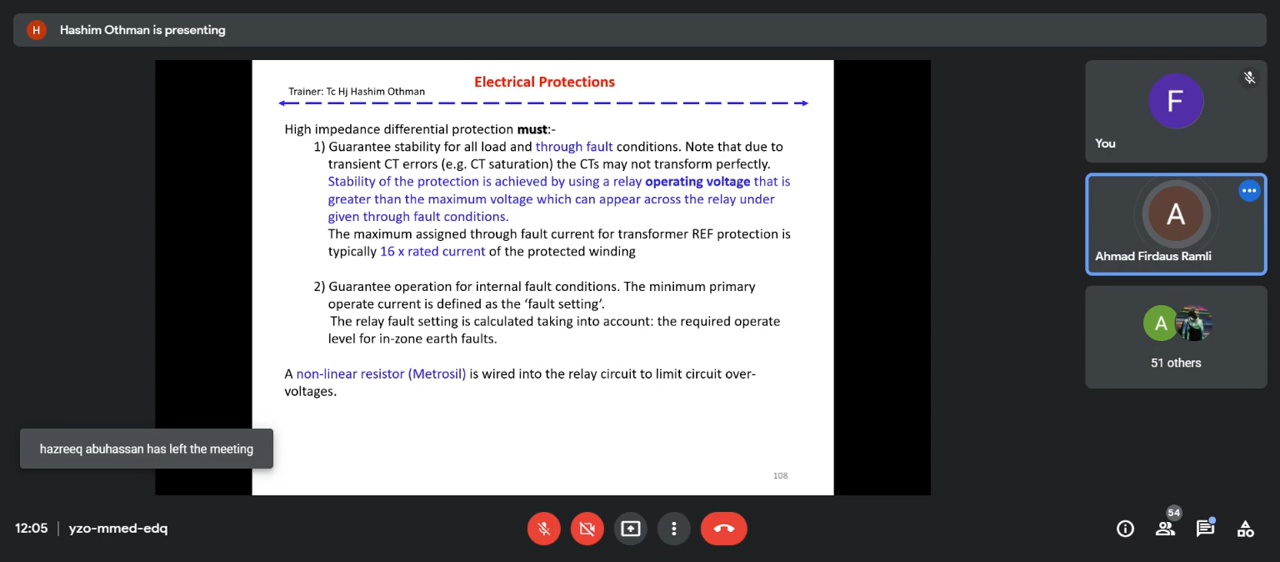 H
Hashim Othman is presenting
Electrical Protections
Trainer: Tc Hj Hashim Othman
High impedance differential protection must:-
1) Guarantee stability for all load and through fault conditions. Note that due to
transient CT errors (e.g. CT saturation) the CTs may not transform perfectly.
Stability of the protection is achieved by using a relay operating voltage that is
greater than the maximum voltage which can appear across the relay under
given through fault conditions.
The maximum assigned through fault current for transformer REF protection is
typically 16 x rated current of the protected winding
2) Guarantee operation for internal fault conditions. The minimum primary
operate current is defined as the ‘fault setting’.
The relay fault setting is calculated taking into account: the required operate
level for in-zone earth faults.
A non-linear resistor (Metrosil) is wired into the relay circuit to limit circuit over-
voltages.
108
F
You
A
Ahmad Firdaus Ramli
A
51 others
hazreeq abuhassan has left the meeting
12:05 | yzo-mmed-edq
54